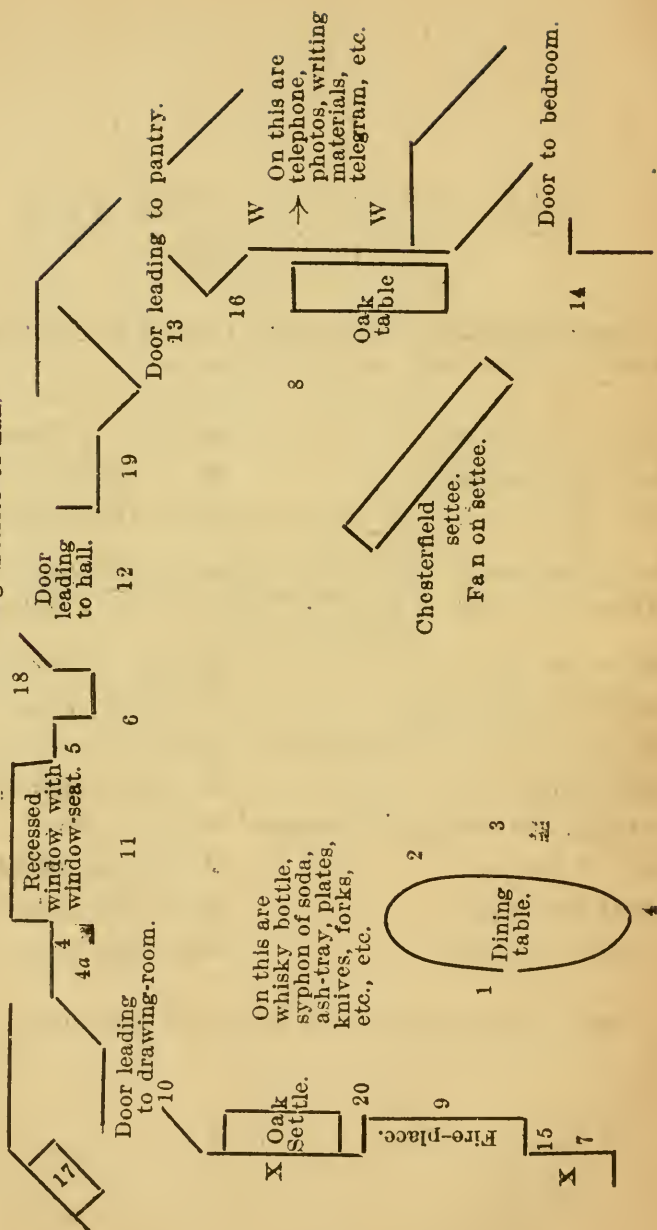 Recessed
window with
window-seat.
4
4a
5
6
11
18
Door
leading
to hall.
12
19
Door leading to pantry.
13
17
Door leading
to drawing-room.
10
16
W
On this are
telephone,
photos, writing
materials,
telegram, etc.
W
8
Oak
table
Chesterfield
settee.
Fan on settee.
Door to bedroom.
14
X
Oak
Settle.
On this are
whisky bottle,
syphon of soda,
ash-tray, plates,
knives, forks,
etc., etc.
20
Fire-place.
9
1
2
3
Dining
table.
4
15
X
7